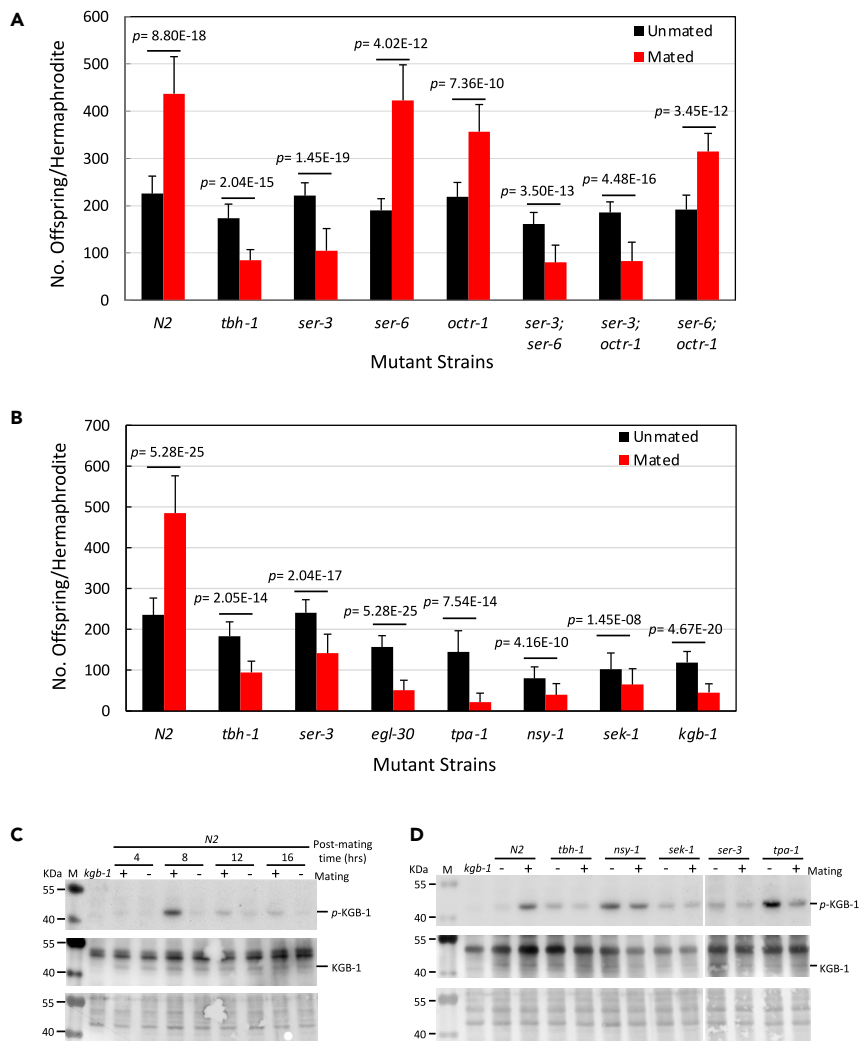 A
600
500
400
300
200
100
0
No. Offspring/Hermaphrodite
Unmated
Mated
p= 8.80E-18
p= 2.04E-15
p= 1.45E-19
p= 4.02E-12
p= 7.36E-10
p= 3.50E-13
p= 4.48E-16
p= 3.45E-12
N2 tbh-1 ser-3 ser-6 octr-1 ser-3; ser-3; ser-6;
ser-6 octr-1 octr-1
Mutant Strains
B
700
600
500
400
300
200
100
0
No. Offspring/Hermaphrodite
Unmated
Mated
p= 5.28E-25
p= 2.05E-14
p= 2.04E-17
p= 5.28E-25
p= 7.54E-14
p= 4.16E-10
p= 1.45E-08
p= 4.67E-20
N2 tbh-1 ser-3 egl-30 tpa-1 nsy-1 sek-1 kgb-1
Mutant Strains
C
N2
4 8 12 16 Post-mating time (hrs)
KDa M kgb-1 + - + - + - + - Mating
55
40
p-KGB-1
55
40
KGB-1
55
40
D
N2 tbh-1 nsy-1 sek-1 ser-3 tpa-1
KDa M kgb-1 - + - + - + - + - + - + Mating
55
40
p-KGB-1
55
40
KGB-1
55
40